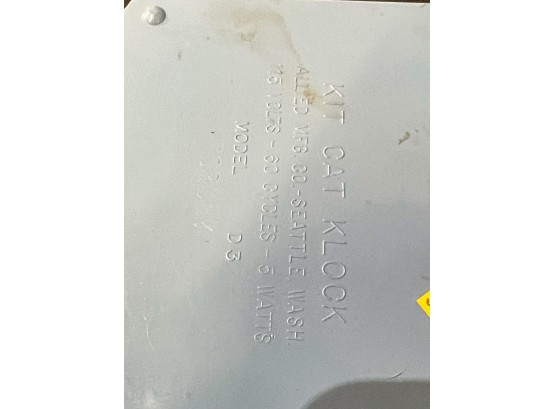 KIT CAT KLOCK
ALLIED MFG. CO. - SEATTLE, WASH.
115 VOLTS - 60 CYCLES - 5 WATTS
MODEL D3